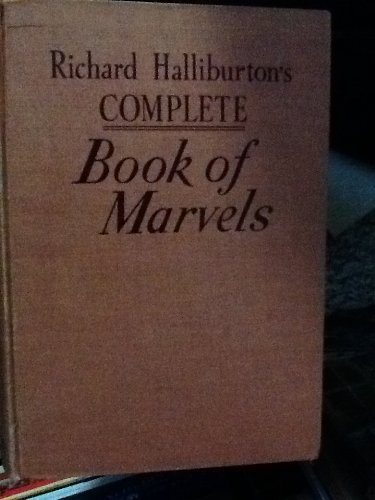 Richard Halliburton's
COMPLETE
Book of
Marvels